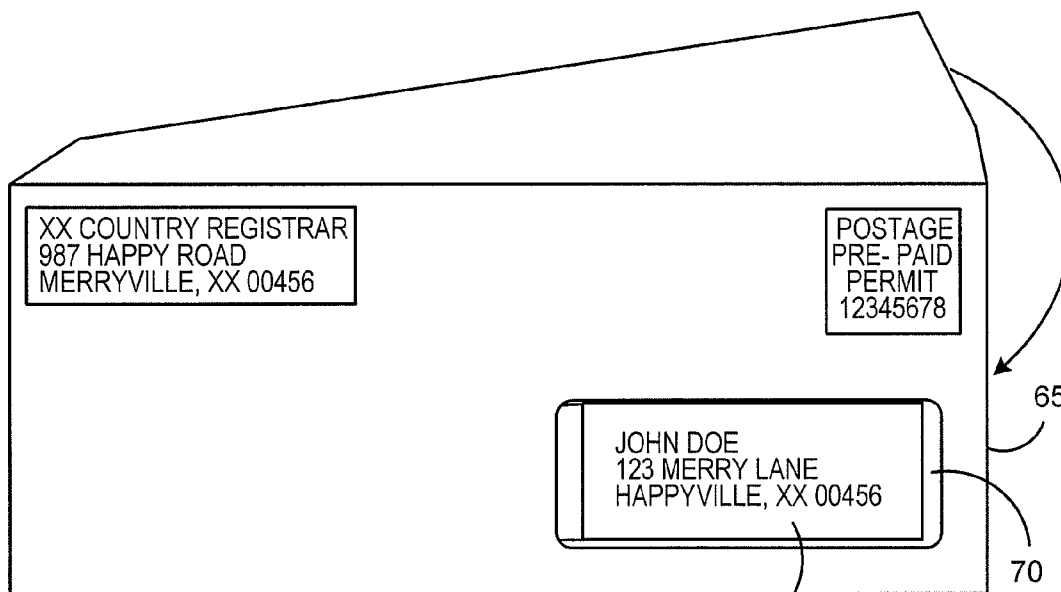 XX COUNTRY REGISTRAR
987 HAPPY ROAD
MERRYVILLE, XX 00456
POSTAGE
PRE- PAID
PERMIT
12345678
65
JOHN DOE
123 MERRY LANE
HAPPYVILLE, XX 00456
70